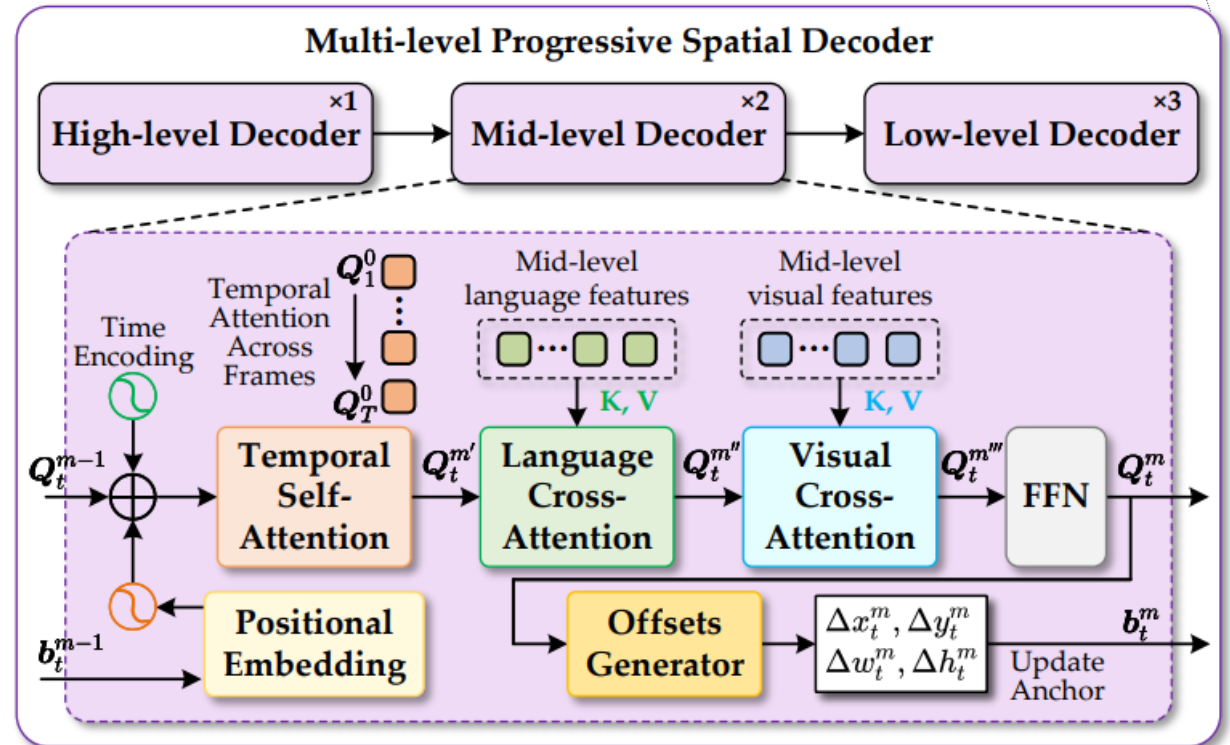 Multi-level Progressive Spatial Decoder
×1
High-level Decoder
×2
Mid-level Decoder
×3
Low-level Decoder
Time
Encoding
Temporal
Attention
Across
Frames
Q_1^0
⋮
Q_T^0
Mid-level
language features
...
K, V
Mid-level
visual features
...
K, V
Q_t^{m-1}
Temporal
Self-
Attention
Q_t^{m'}
Language
Cross-
Attention
Q_t^{m''}
Visual
Cross-
Attention
Q_t^{m'''}
FFN
Q_t^m
b_t^{m-1}
Positional
Embedding
Offsets
Generator
Δx_t^m, Δy_t^m
Δw_t^m, Δh_t^m
b_t^m
Update
Anchor